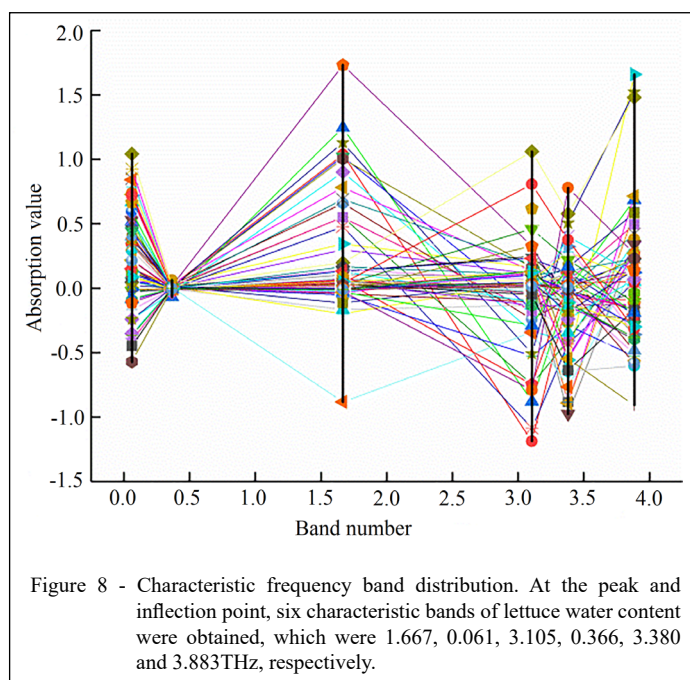 2.0
1.5
1.0
0.5
0.0
-0.5
-1.0
-1.5
Absorption value
0.0 0.5 1.0 1.5 2.0 2.5 3.0 3.5 4.0
Band number
Figure 8 - Characteristic frequency band distribution. At the peak and
inflection point, six characteristic bands of lettuce water content
were obtained, which were 1.667, 0.061, 3.105, 0.366, 3.380
and 3.883THz, respectively.